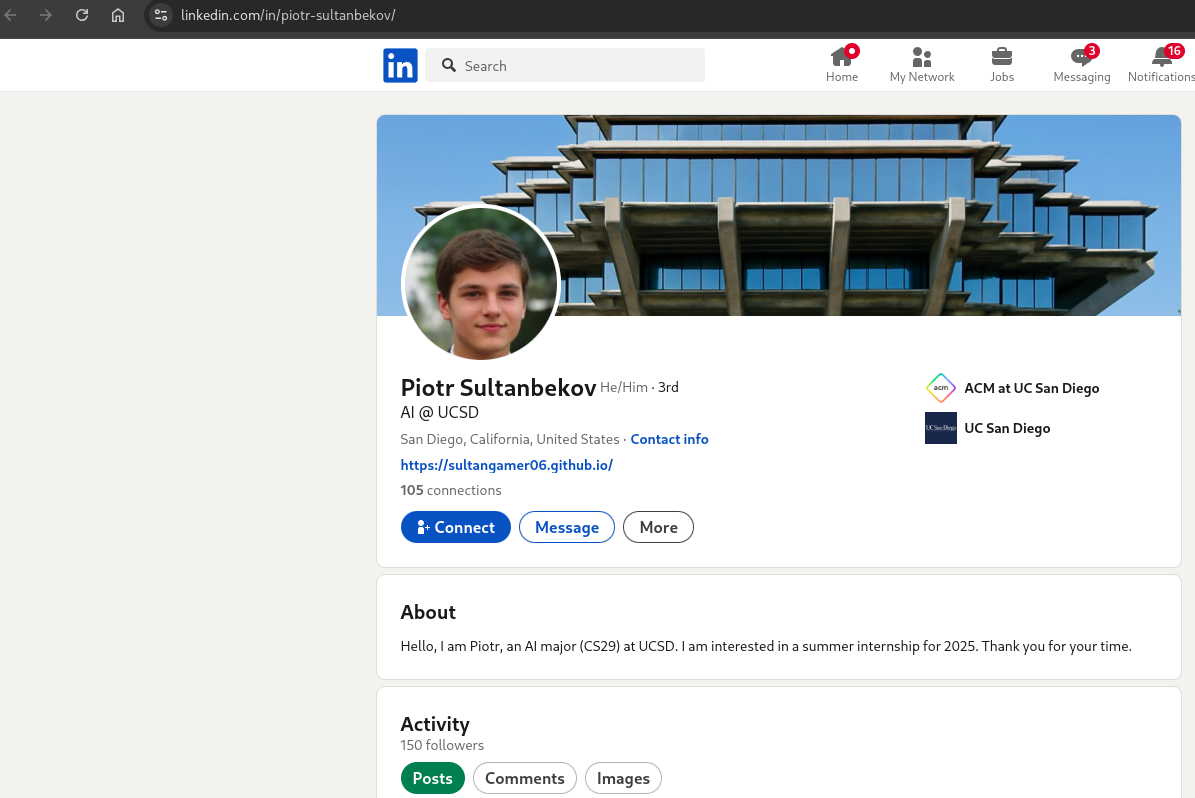 linkedin.com/in/piotr-sultanbekov/
in
Search
Home
My Network
Jobs
3
Messaging
16
Notifications
Piotr Sultanbekov He/Him · 3rd
AI @ UCSD
San Diego, California, United States · Contact info
https://sultangamer06.github.io/
105 connections
Connect
Message
More
acm
ACM at UC San Diego
UC San Diego
UC San Diego
About
Hello, I am Piotr, an AI major (CS29) at UCSD. I am interested in a summer internship for 2025. Thank you for your time.
Activity
150 followers
Posts
Comments
Images